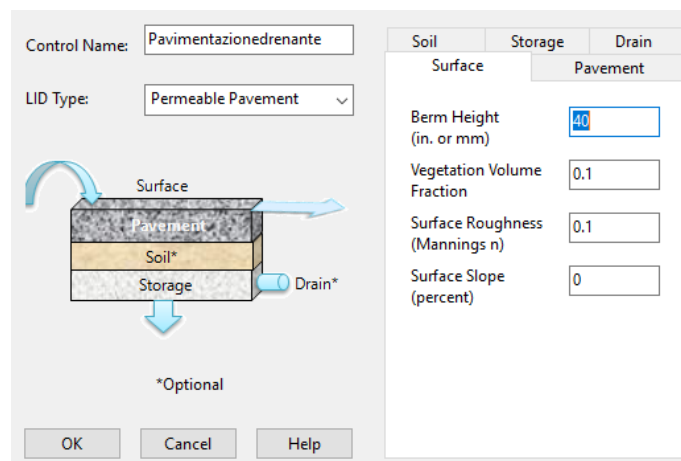 Control Name: Pavimentazionedrenante
LID Type: Permeable Pavement
Surface
Pavement
Soil*
Storage
Drain*
*Optional
OK Cancel Help
Soil Storage Drain
Surface Pavement
Berm Height
(in. or mm)
40
Vegetation Volume
Fraction
0.1
Surface Roughness
(Mannings n)
0.1
Surface Slope
(percent)
0